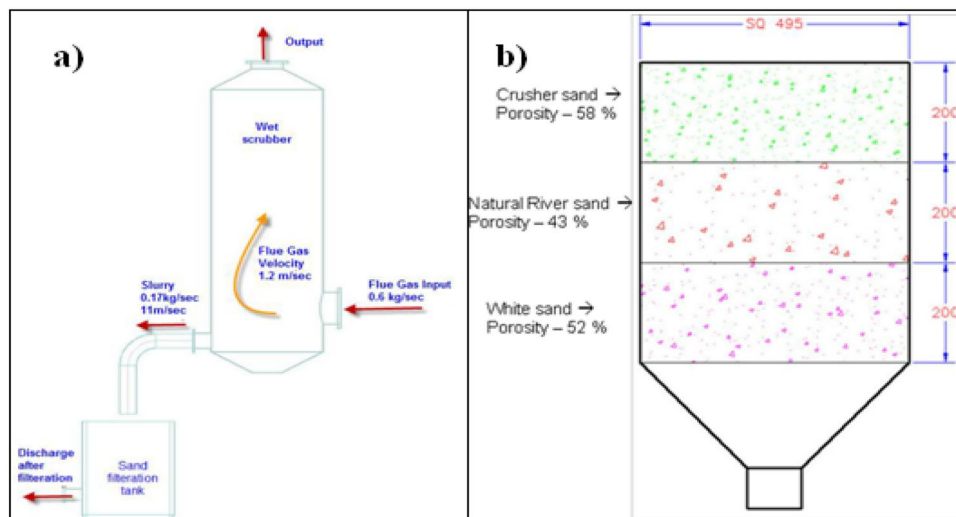 a)
Output
Wet
scrubber
Flue Gas
Velocity
1.2 m/sec
Slurry
0.17kg/sec
11m/sec
Flue Gas Input
0.6 kg/sec
Discharge
after
filteration
Sand
filteration
tank
b)
SQ 495
Crusher sand →
Porosity – 58 %
200
Natural River sand →
Porosity – 43 %
200
White sand →
Porosity – 52 %
200